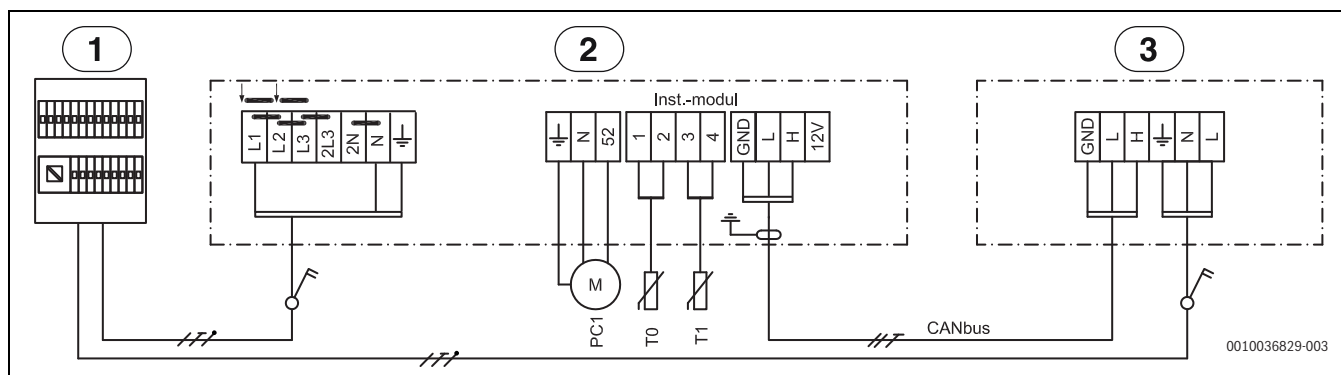 1
2
3
Inst.-modul
L1
L2
L3
2L3
2N
N
N
52
1
2
3
4
GND
L
H
12V
GND
L
H
N
L
M
PC1
T0
T1
CANbus
0010036829-003